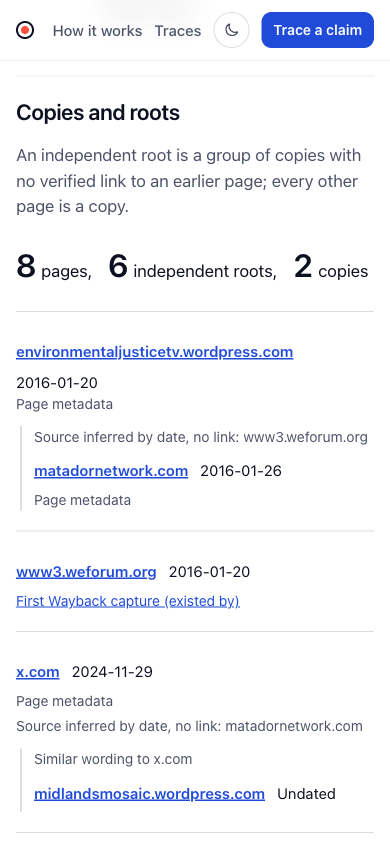 How it works Traces Trace a claim
Copies and roots
An independent root is a group of copies with
no verified link to an earlier page; every other
page is a copy.
8 pages, 6 independent roots, 2 copies
environmentaljusticetv.wordpress.com
2016-01-20
Page metadata
Source inferred by date, no link: www3.weforum.org
matadornetwork.com 2016-01-26
Page metadata
www3.weforum.org 2016-01-20
First Wayback capture (existed by)
x.com 2024-11-29
Page metadata
Source inferred by date, no link: matadornetwork.com
Similar wording to x.com
midlandsmosaic.wordpress.com Undated